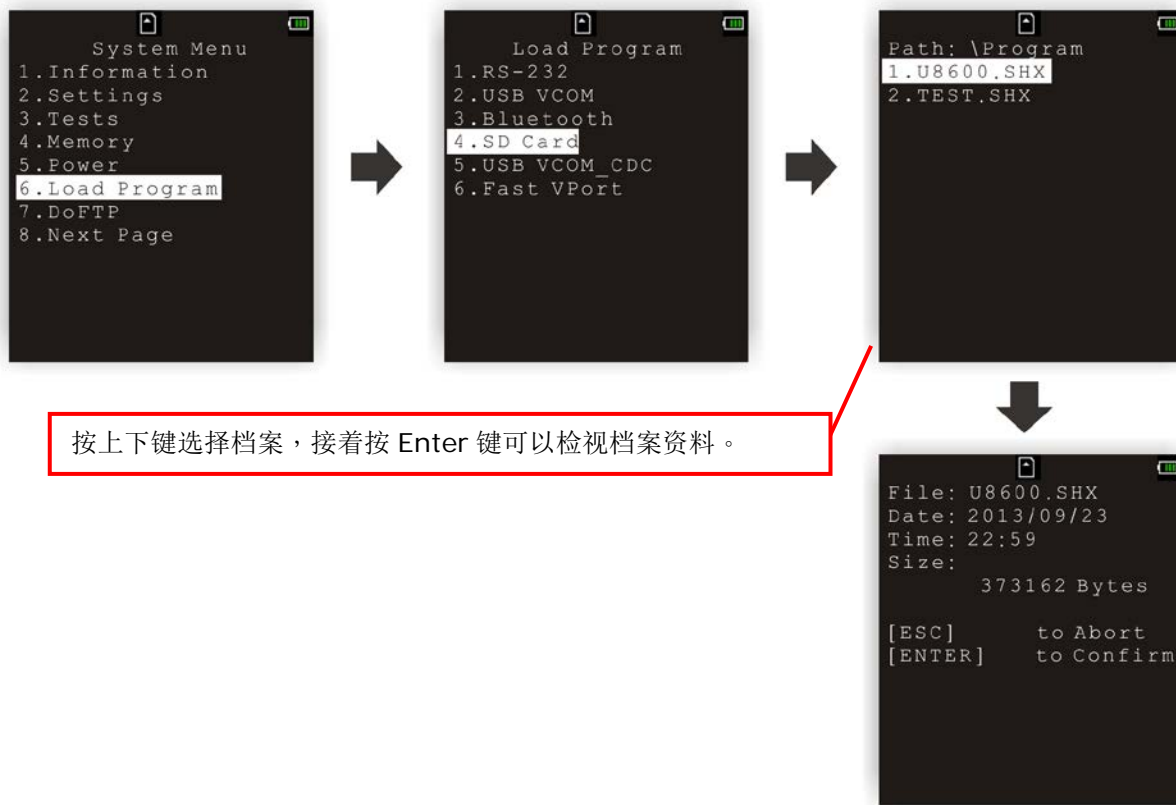 System Menu
1.Information
2.Settings
3.Tests
4.Memory
5.Power
6.Load Program
7.DoFTP
8.Next Page
Load Program
1.RS-232
2.USB VCOM
3.Bluetooth
4.SD Card
5.USB VCOM_CDC
6.Fast VPort
Path: \Program
1.U8600.SHX
2.TEST.SHX
按上下键选择档案，接着按 Enter 键可以检视档案资料。
File: U8600.SHX
Date: 2013/09/23
Time: 22:59
Size:
373162 Bytes
[ESC] to Abort
[ENTER] to Confirm